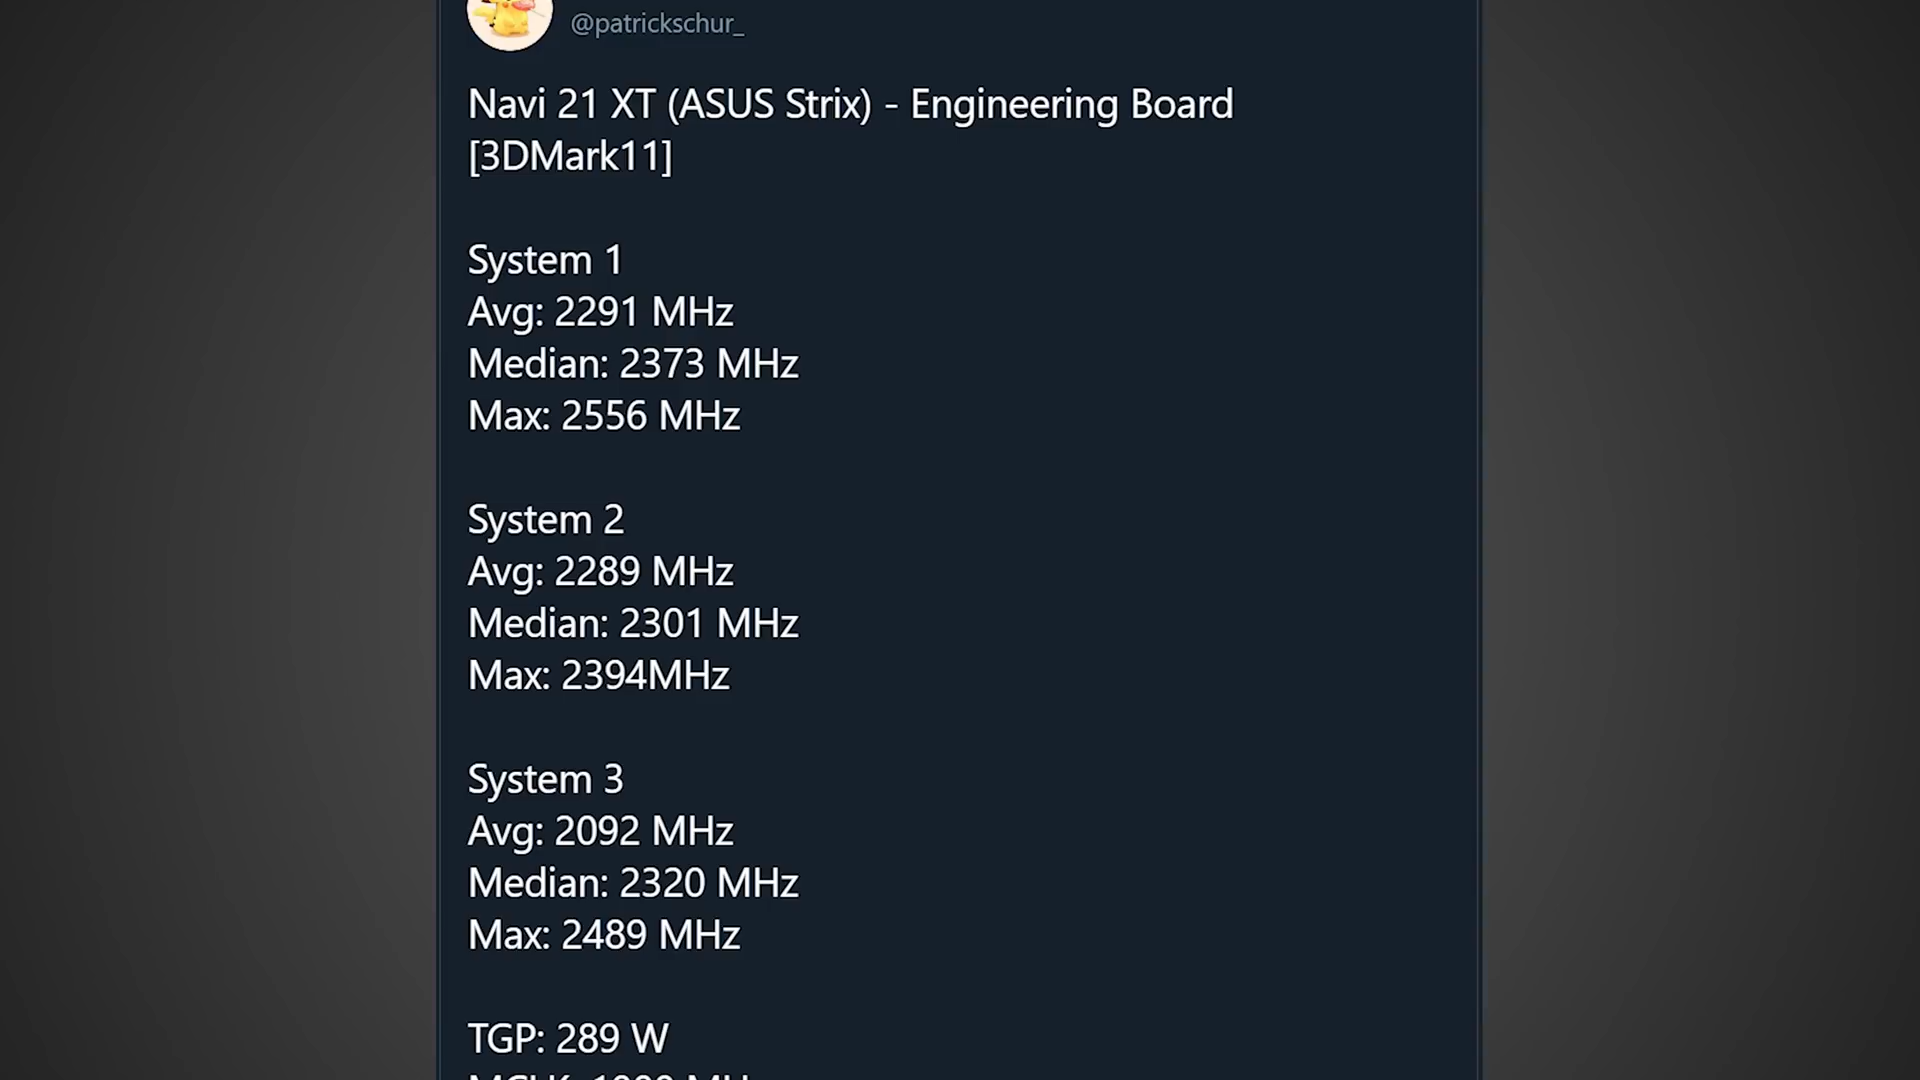 @patrickschur_
Navi 21 XT (ASUS Strix) - Engineering Board
[3DMark11]
System 1
Avg: 2291 MHz
Median: 2373 MHz
Max: 2556 MHz
System 2
Avg: 2289 MHz
Median: 2301 MHz
Max: 2394MHz
System 3
Avg: 2092 MHz
Median: 2320 MHz
Max: 2489 MHz
TGP: 289 W